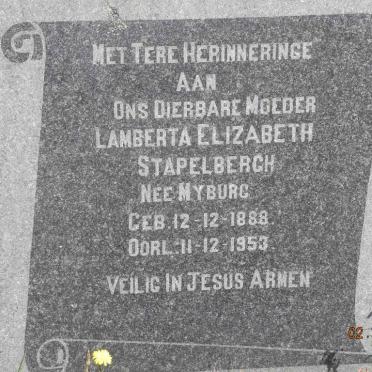 MET TERE HERINNERINGE
AAN
ONS DIERBARE MOEDER
LAMBERTA ELIZABETH
STAPELBERGH
NEE MYBURG
GEB. 12-12-1888
OORL. 11-12-1953
VEILIG IN JESUS ARMEN
02.